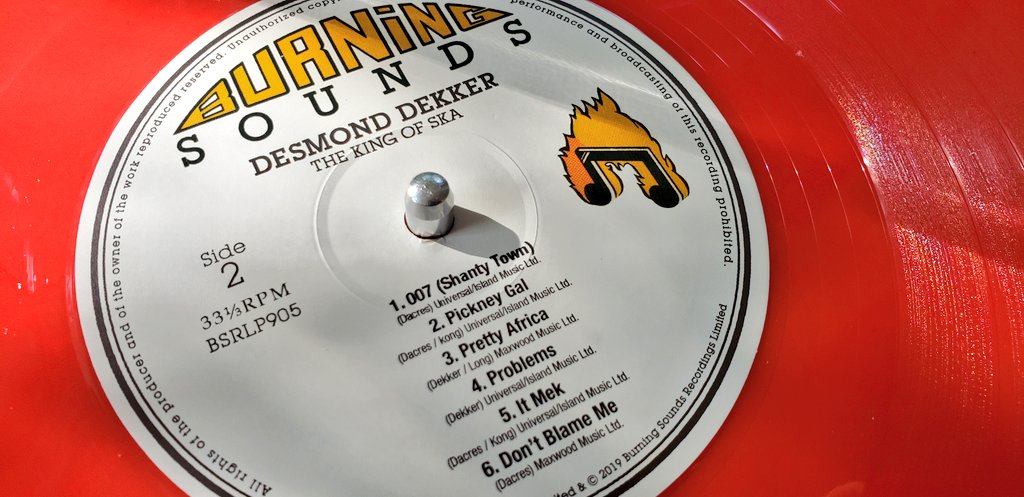 BURNiNG
SOUNDS
DESMOND DEKKER
THE KING OF SKA
Side
2
33⅓RPM
BSRLP905
1. 007 (Shanty Town)
(Dacres) Universal/Island Music Ltd.
2. Pickney Gal
(Dacres / Kong) Universal/Island Music Ltd.
3. Pretty Africa
(Dekker / Long) Maxwood Music Ltd.
4. Problems
(Dekker) Universal/Island Music Ltd.
5. It Mek
(Dacres / Kong) Universal/Island Music Ltd.
6. Don't Blame Me
(Dacres) Maxwood Music Ltd.
All rights of the producer and of the owner of the work reproduced reserved. Unauthorized
performance and broadcasting of this recording prohibited.
& © 2019 Burning Sounds Recordings Limited